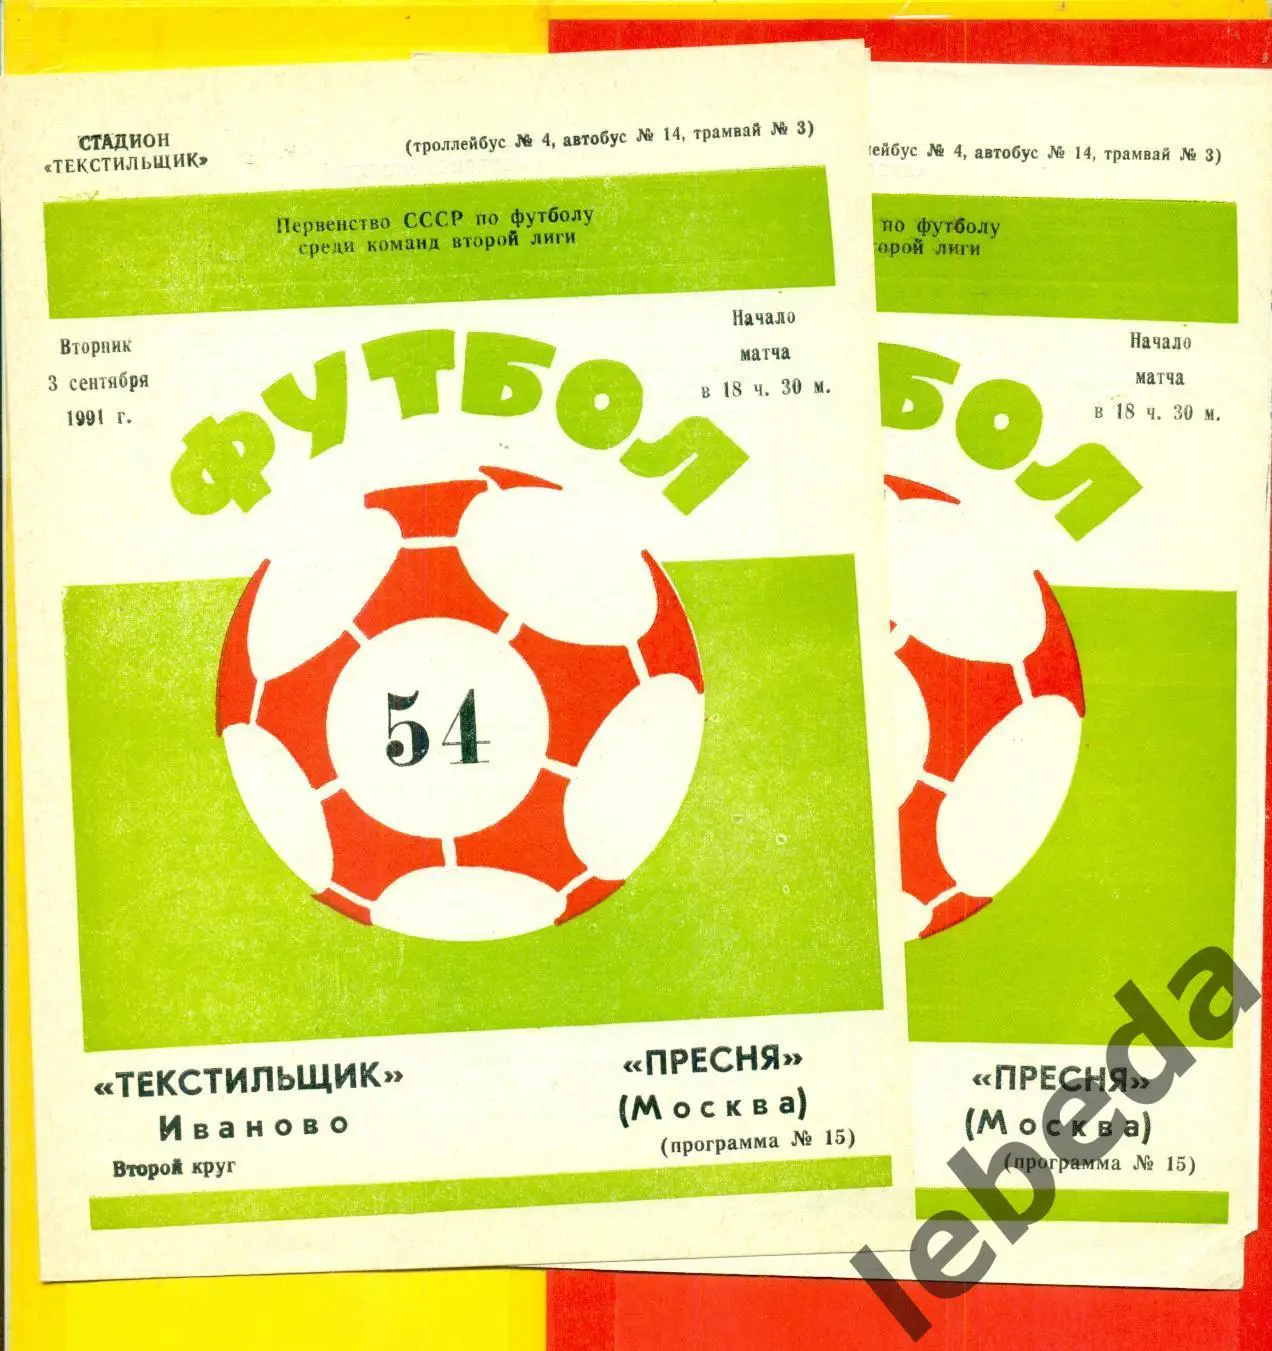 СТАДИОН
«ТЕКСТИЛЬЩИК»
(троллейбус № 4, автобус № 14, трамвай № 3)
Первенство СССР по футболу
среди команд второй лиги
Вторник
3 сентября
1991 г.
Начало
матча
в 18 ч. 30 м.
ФУТБОЛ
54
«ТЕКСТИЛЬЩИК»
Иваново
Второй круг
«ПРЕСНЯ»
(Москва)
(программа № 15)
лейбус № 4, автобус № 14, трамвай № 3)
по футболу
торой лиги
Начало
матча
в 18 ч. 30 м.
БОЛ
«ПРЕСНЯ»
(Москва)
(программа № 15)
lebeda